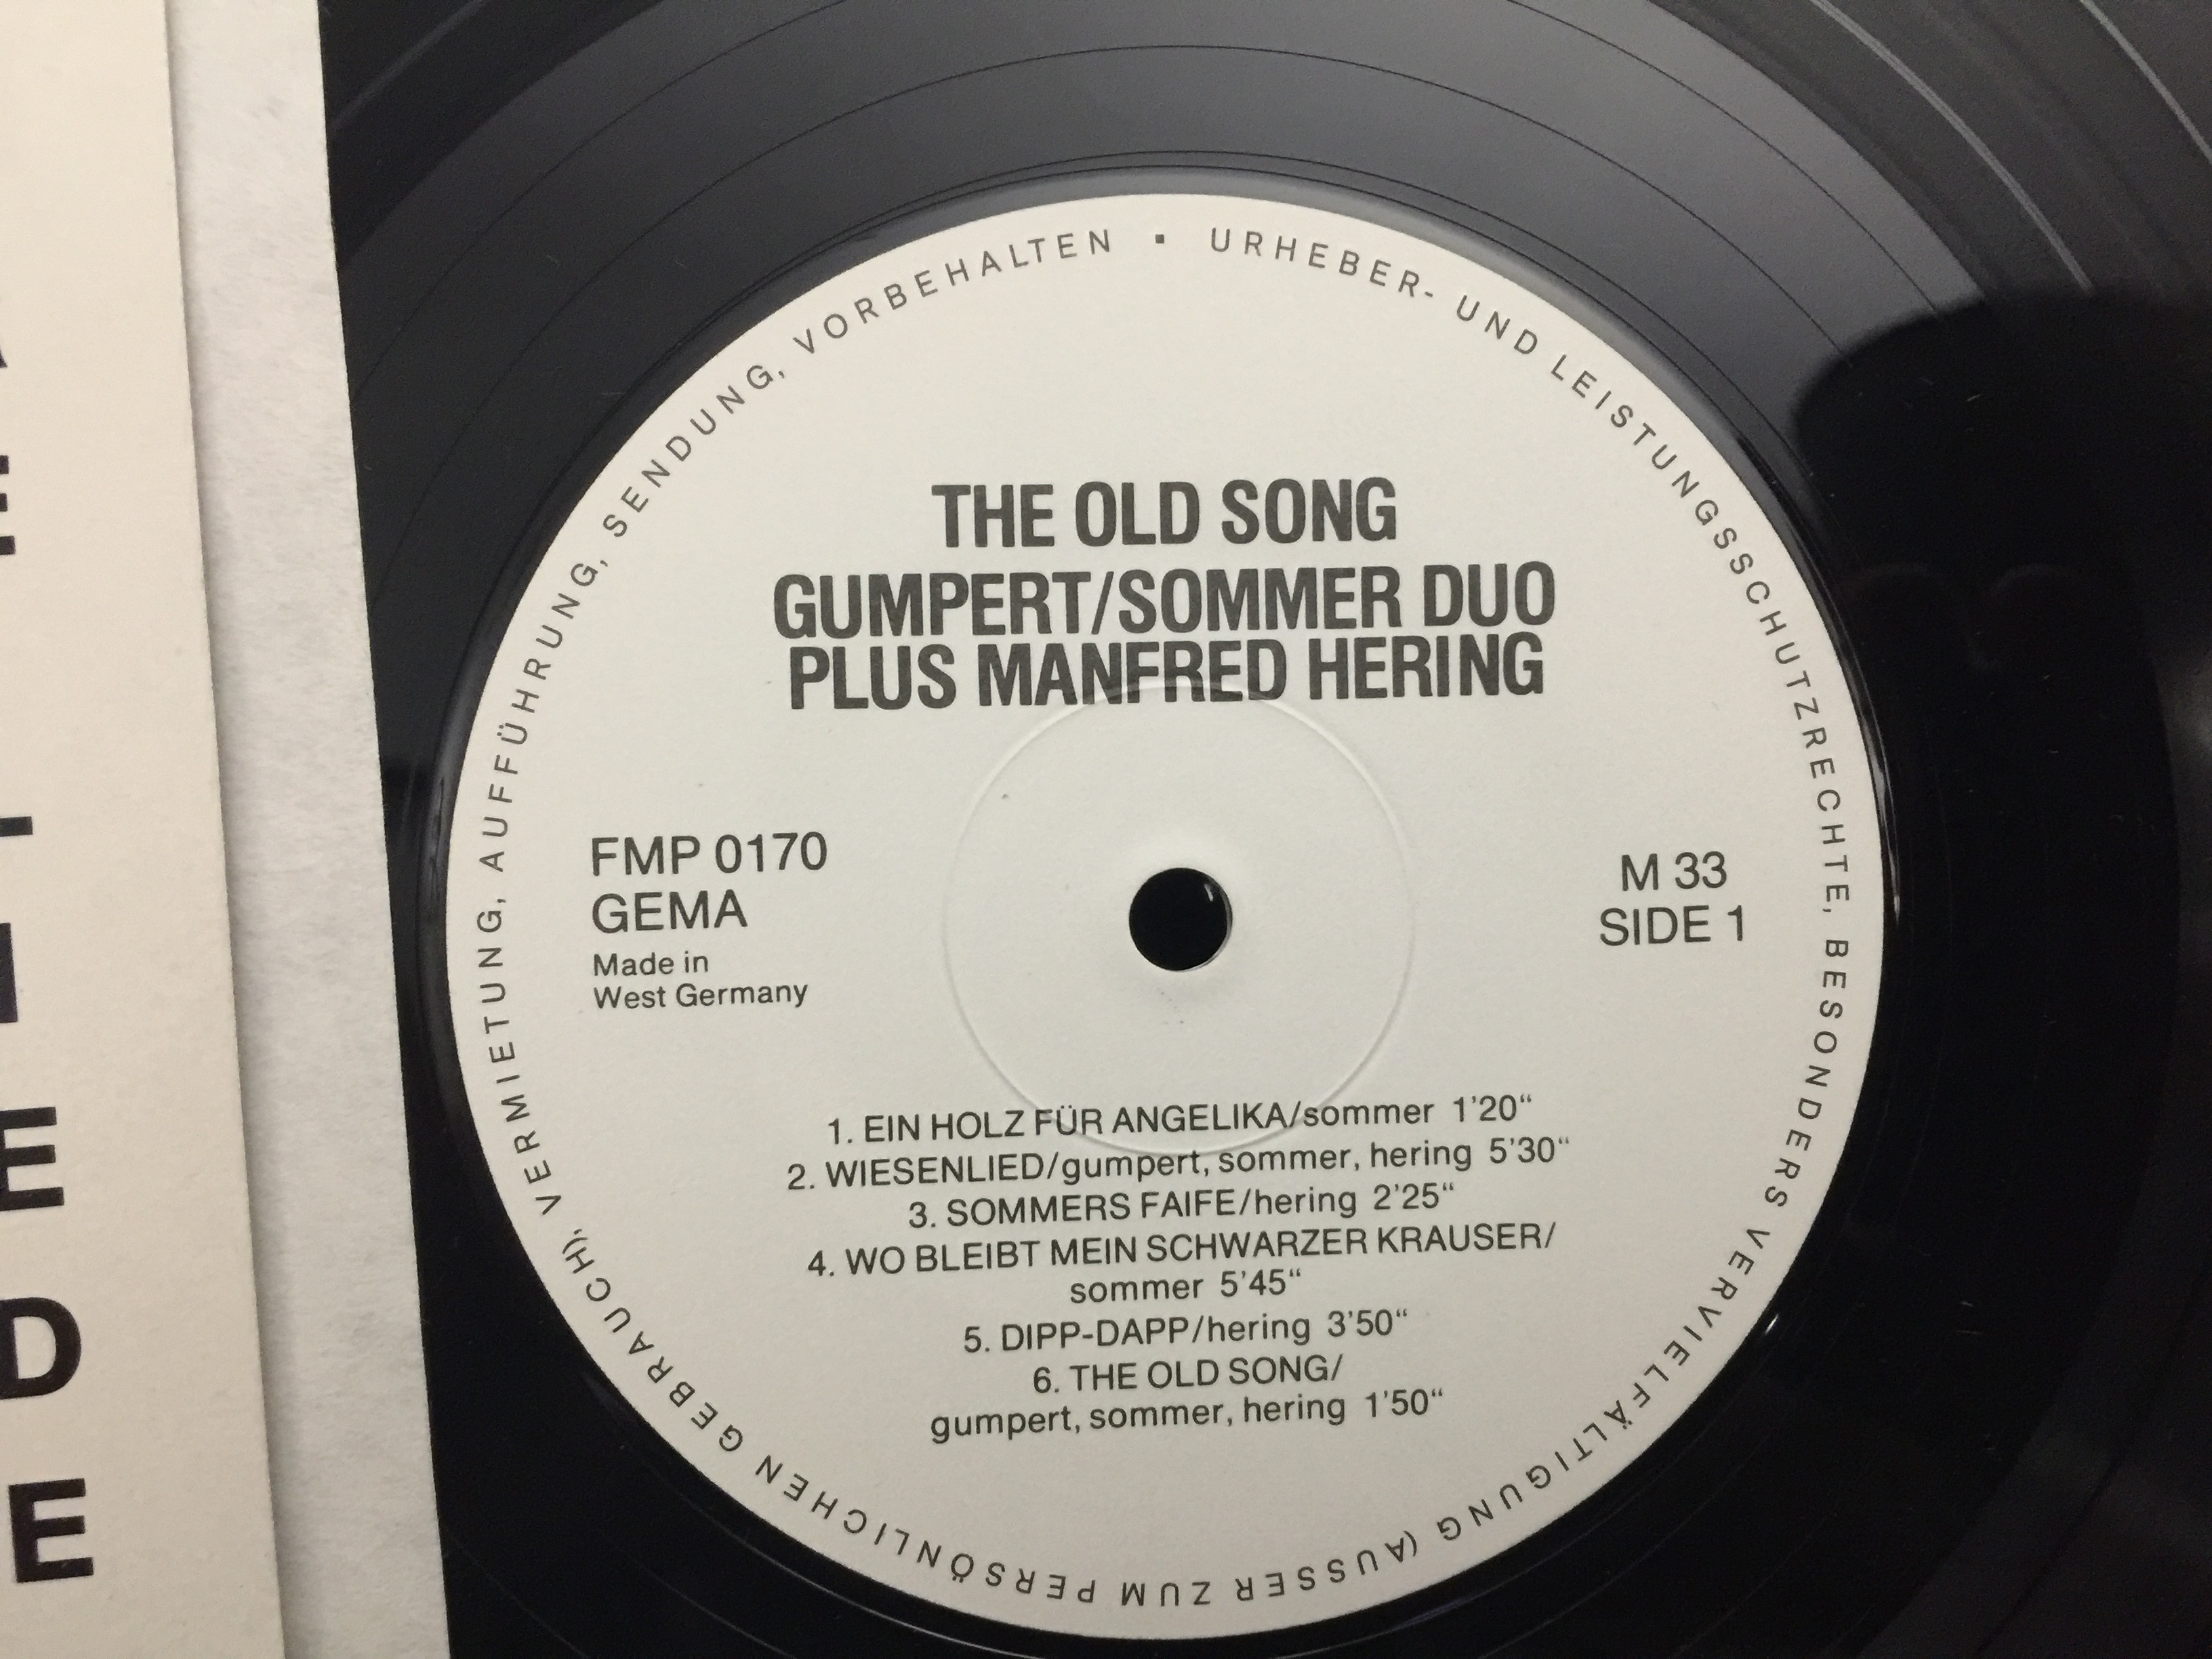 URHEBER- UND LEISTUNGSSCHUTZRECHTE, BESONDERS VERVIELFÄLTIGUNG (AUSSER ZUM PERSÖNLICHEN GEBRAUCH), VERMIETUNG, AUFFÜHRUNG, SENDUNG, VORBEHALTEN ▪
THE OLD SONG
GUMPERT/SOMMER DUO
PLUS MANFRED HERING
FMP 0170
GEMA
Made in
West Germany
M 33
SIDE 1
1. EIN HOLZ FÜR ANGELIKA/sommer 1'20“
2. WIESENLIED/gumpert, sommer, hering 5'30“
3. SOMMERS FAIFE/hering 2'25“
4. WO BLEIBT MEIN SCHWARZER KRAUSER/
sommer 5'45“
5. DIPP-DAPP/hering 3'50“
6. THE OLD SONG/
gumpert, sommer, hering 1'50“
E
D
E